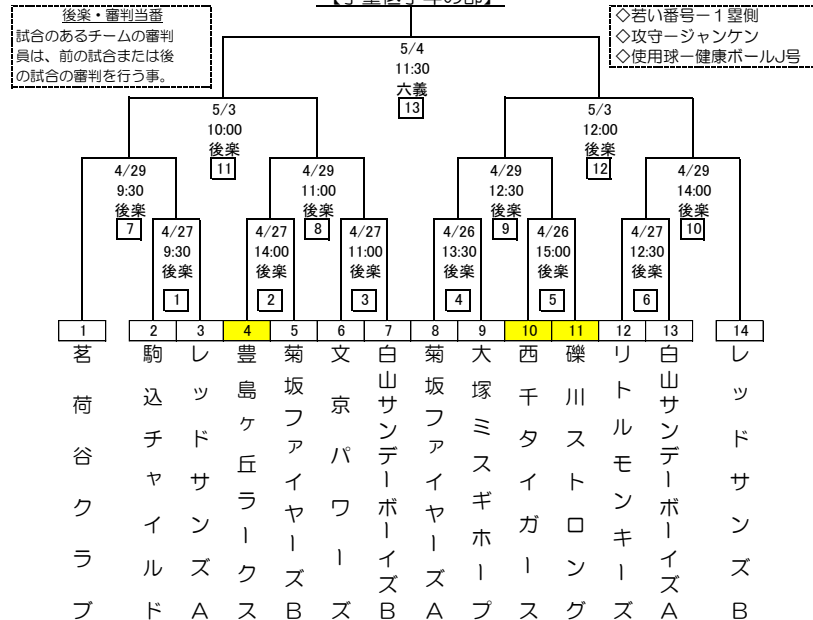 【学童低学年の部】
後楽・審判当番
試合のあるチームの審判
員は、前の試合または後
の試合の審判を行う事。
◇若い番号－1塁側
◇攻守－ジャンケン
◇使用球－健康ボールJ号
5/4
11:30
六義
13
5/3
10:00
後楽
11
5/3
12:00
後楽
12
4/29
9:30
後楽
7
4/29
11:00
後楽
8
4/29
12:30
後楽
9
4/29
14:00
後楽
10
4/27
9:30
後楽
1
4/27
14:00
後楽
2
4/27
11:00
後楽
3
4/26
13:30
後楽
4
4/26
15:00
後楽
5
4/27
12:30
後楽
6
1
茗荷谷クラブ
2
駒込チャイルド
3
レッドサンズA
4
豊島ヶ丘ラークス
5
菊坂ファイヤーズB
6
文京パワーズ
7
白山サンデーボーイズB
8
菊坂ファイヤーズA
9
大塚ミスギホープ
10
西千タイガース
11
礫川ストロング
12
リトルモンキーズ
13
白山サンデーボーイズA
14
レッドサンズB